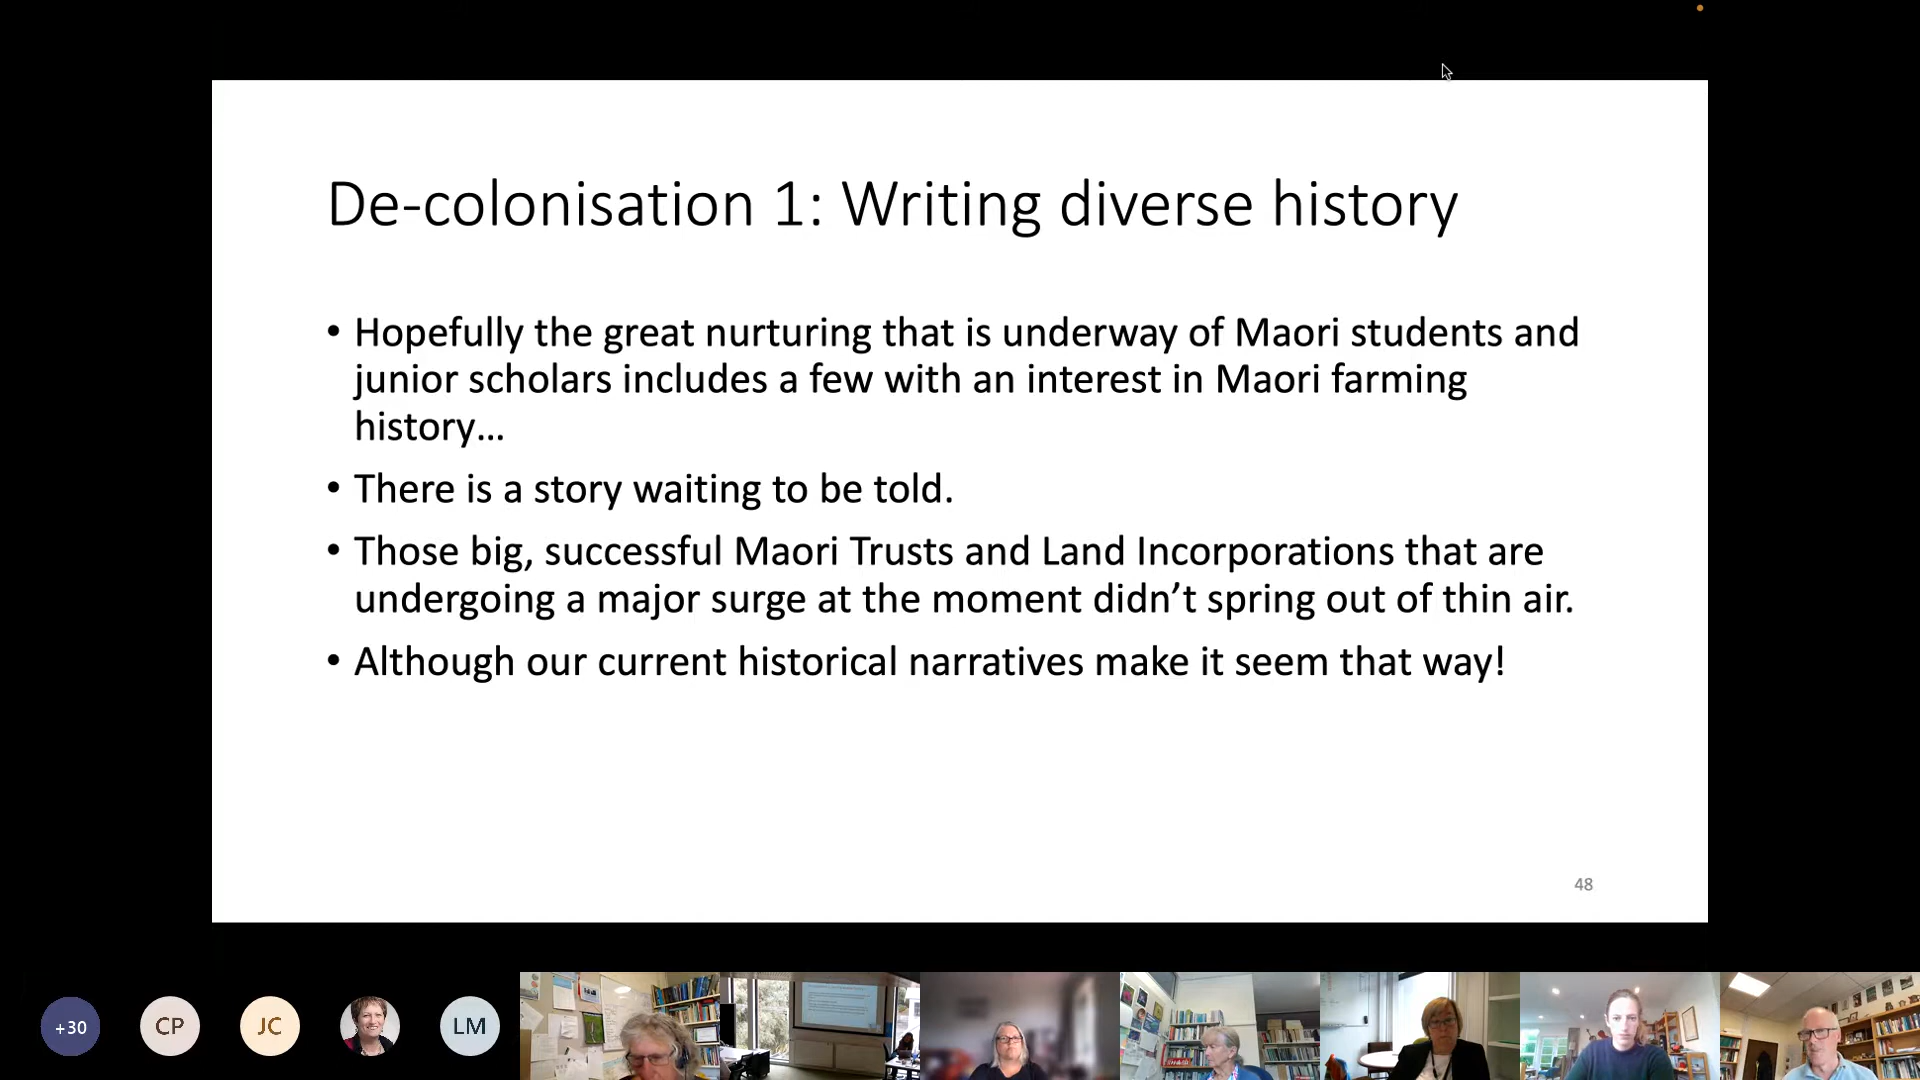 De-colonisation 1: Writing diverse history
• Hopefully the great nurturing that is underway of Maori students and
junior scholars includes a few with an interest in Maori farming
history...
• There is a story waiting to be told.
• Those big, successful Maori Trusts and Land Incorporations that are
undergoing a major surge at the moment didn’t spring out of thin air.
• Although our current historical narratives make it seem that way!
48
+30
CP
JC
LM